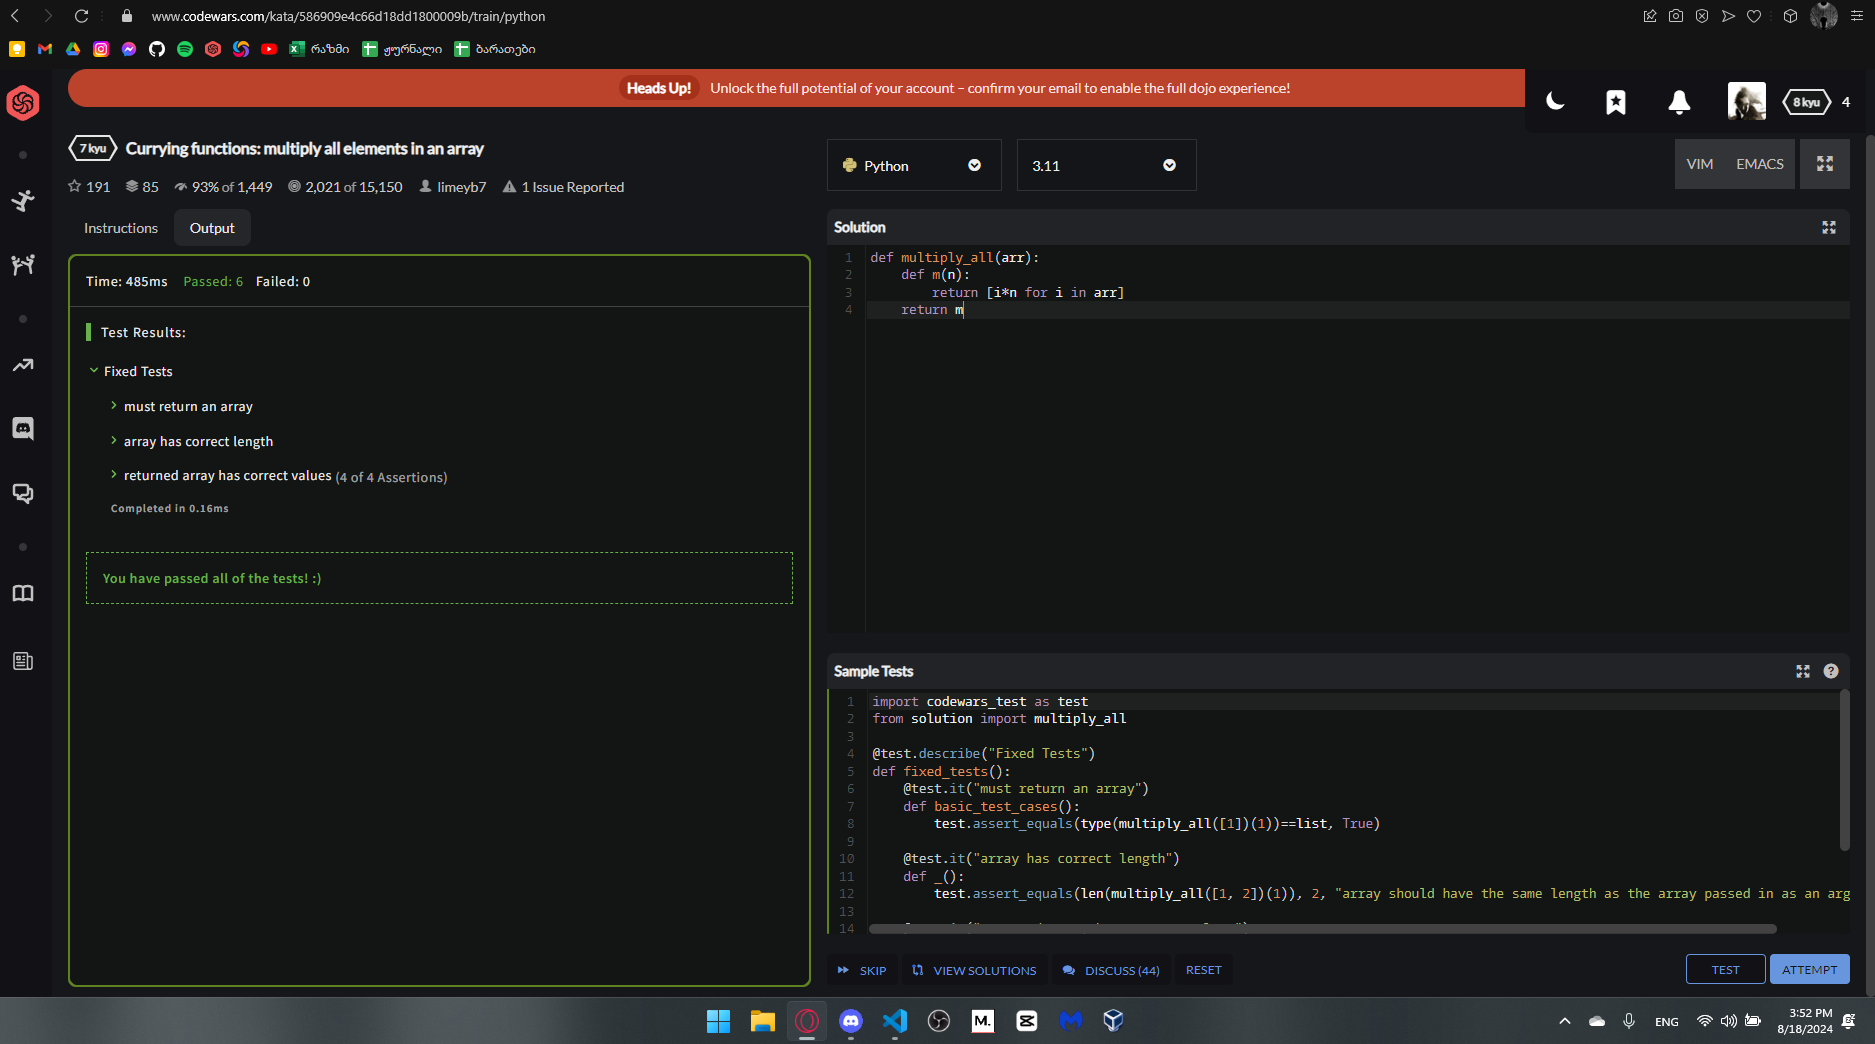 www.codewars.com/kata/586909e4c66d18dd1800009b/train/python
რაზმი
ჟურნალი
ბარათები
Heads Up! Unlock the full potential of your account – confirm your email to enable the full dojo experience!
8 kyu 4
7 kyu Currying functions: multiply all elements in an array
191 85 93% of 1,449 2,021 of 15,150 limeyb7 1 Issue Reported
Instructions Output
Time: 485ms Passed: 6 Failed: 0
Test Results:
Fixed Tests
must return an array
array has correct length
returned array has correct values (4 of 4 Assertions)
Completed in 0.16ms
You have passed all of the tests! :)
Python 3.11 VIM EMACS
Solution
1 def multiply_all(arr):
2 def m(n):
3 return [i*n for i in arr]
4 return m
Sample Tests
1 import codewars_test as test
2 from solution import multiply_all
3
4 @test.describe("Fixed Tests")
5 def fixed_tests():
6 @test.it("must return an array")
7 def basic_test_cases():
8 test.assert_equals(type(multiply_all([1])(1))==list, True)
9
10 @test.it("array has correct length")
11 def _():
12 test.assert_equals(len(multiply_all([1, 2])(1)), 2, "array should have the same length as the array passed in as an arg
13
14
SKIP VIEW SOLUTIONS DISCUSS (44) RESET TEST ATTEMPT
M.
ENG
3:52 PM
8/18/2024